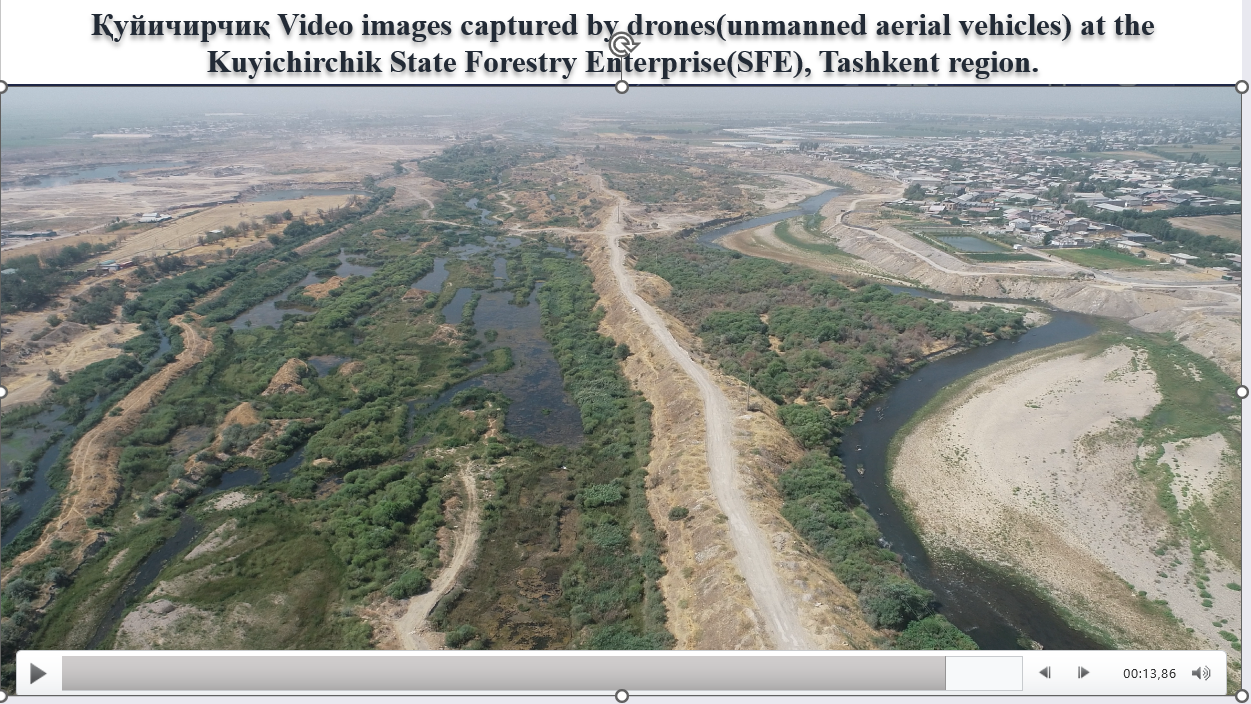 Қуйичирчиқ Video images captured by drones(unmanned aerial vehicles) at the
Kuyichirchik State Forestry Enterprise(SFE), Tashkent region.
00:13,86